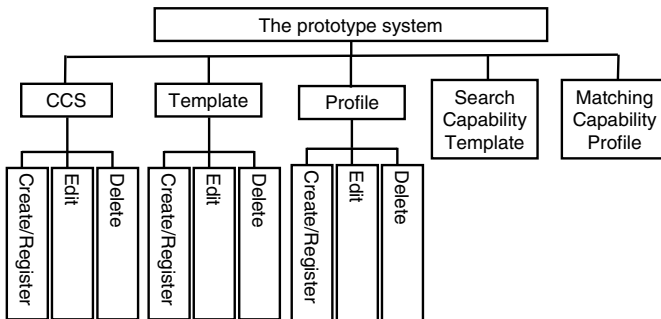 The prototype system
CCS
Template
Profile
Search
Capability
Template
Matching
Capability
Profile
Create/Register
Edit
Delete
Create/Register
Edit
Delete
Create/Register
Edit
Delete